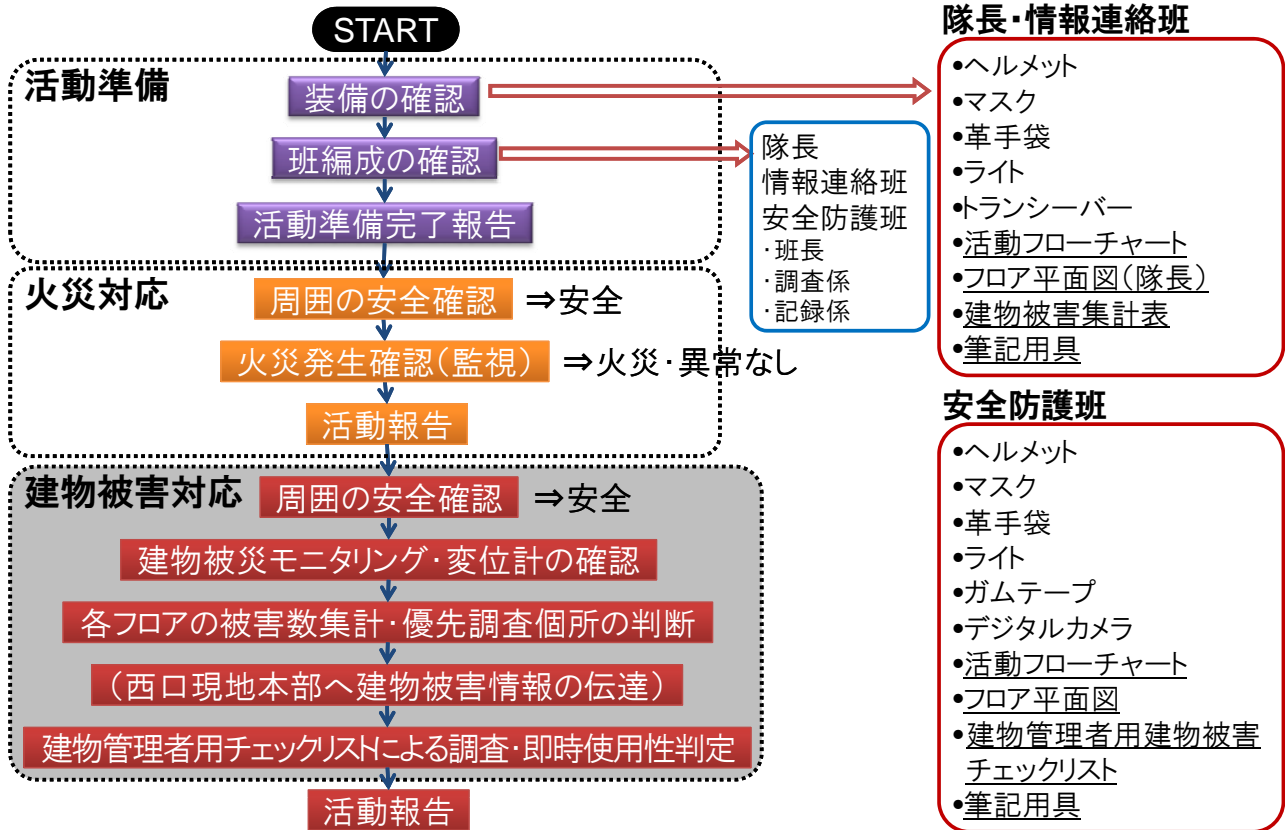 START
活動準備
装備の確認
班編成の確認
活動準備完了報告
隊長
情報連絡班
安全防護班
・班長
・調査係
・記録係
火災対応
周囲の安全確認 ⇒安全
火災発生確認(監視) ⇒火災・異常なし
活動報告
建物被害対応
周囲の安全確認 ⇒安全
建物被災モニタリング・変位計の確認
各フロアの被害数集計・優先調査個所の判断
(西口現地本部へ建物被害情報の伝達)
建物管理者用チェックリストによる調査・即時使用性判定
活動報告
隊長・情報連絡班
•ヘルメット
•マスク
•革手袋
•ライト
•トランシーバー
•活動フローチャート
•フロア平面図(隊長)
•建物被害集計表
•筆記用具
安全防護班
•ヘルメット
•マスク
•革手袋
•ライト
•ガムテープ
•デジタルカメラ
•活動フローチャート
•フロア平面図
•建物管理者用建物被害
チェックリスト
•筆記用具